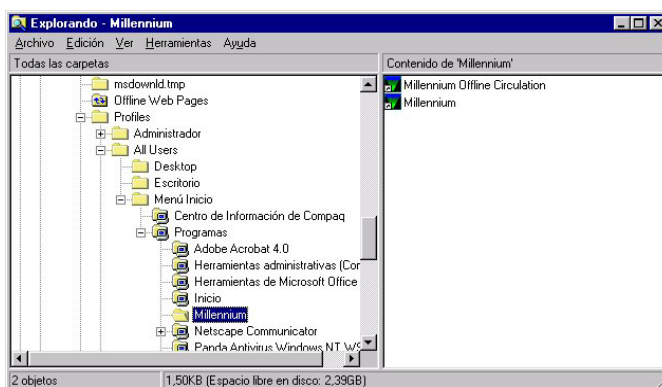 Explorando - Millennium
Archivo Edición Ver Herramientas Ayuda
Todas las carpetas
Contenido de 'Millennium'
msdownld.tmp
Offline Web Pages
Profiles
Administrador
All Users
Desktop
Escritorio
Menú Inicio
Centro de Información de Compaq
Programas
Adobe Acrobat 4.0
Herramientas administrativas (Cor
Herramientas de Microsoft Office
Inicio
Millennium
Netscape Communicator
Panda Antivirus Windows NT WS
Millennium Offline Circulation
Millennium
2 objetos
1,50KB (Espacio libre en disco: 2,39GB)